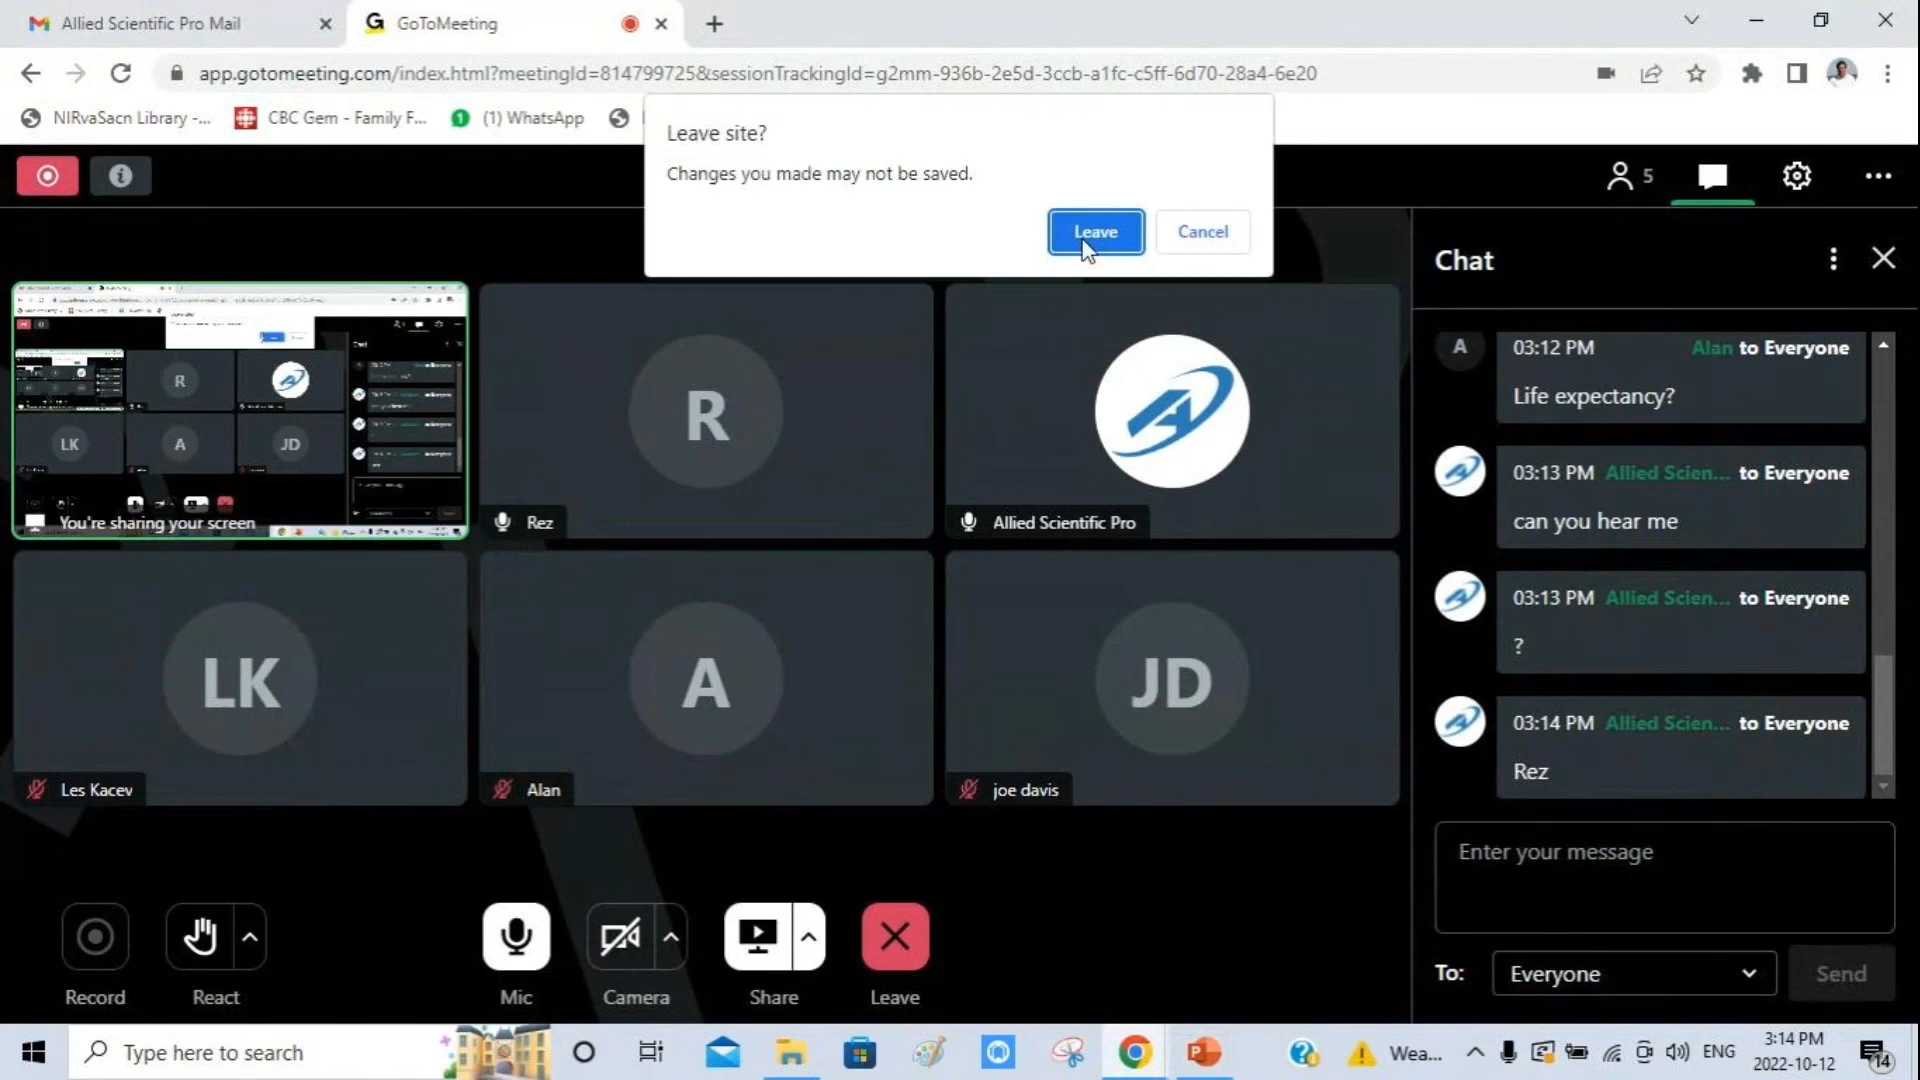 Allied Scientific Pro Mail
G GoToMeeting
app.gotomeeting.com/index.html?meetingId=814799725&sessionTrackingId=g2mm-936b-2e5d-3ccb-a1fc-c5ff-6d70-28a4-6e20
NIRvaSacn Library -... CBC Gem - Family F... 1 (1) WhatsApp
Leave site?
Changes you made may not be saved.
Leave Cancel
5
Chat
A 03:12 PM Alan to Everyone
Life expectancy?
03:13 PM Allied Scien... to Everyone
can you hear me
03:13 PM Allied Scien... to Everyone
?
03:14 PM Allied Scien... to Everyone
Rez
R
LK A JD
You're sharing your screen
R
Rez
Allied Scientific Pro
LK
Les Kacev
A
Alan
JD
joe davis
Enter your message
To: Everyone Send
Record React Mic Camera Share Leave
Type here to search
Wea... ENG
3:14 PM
2022-10-12
14